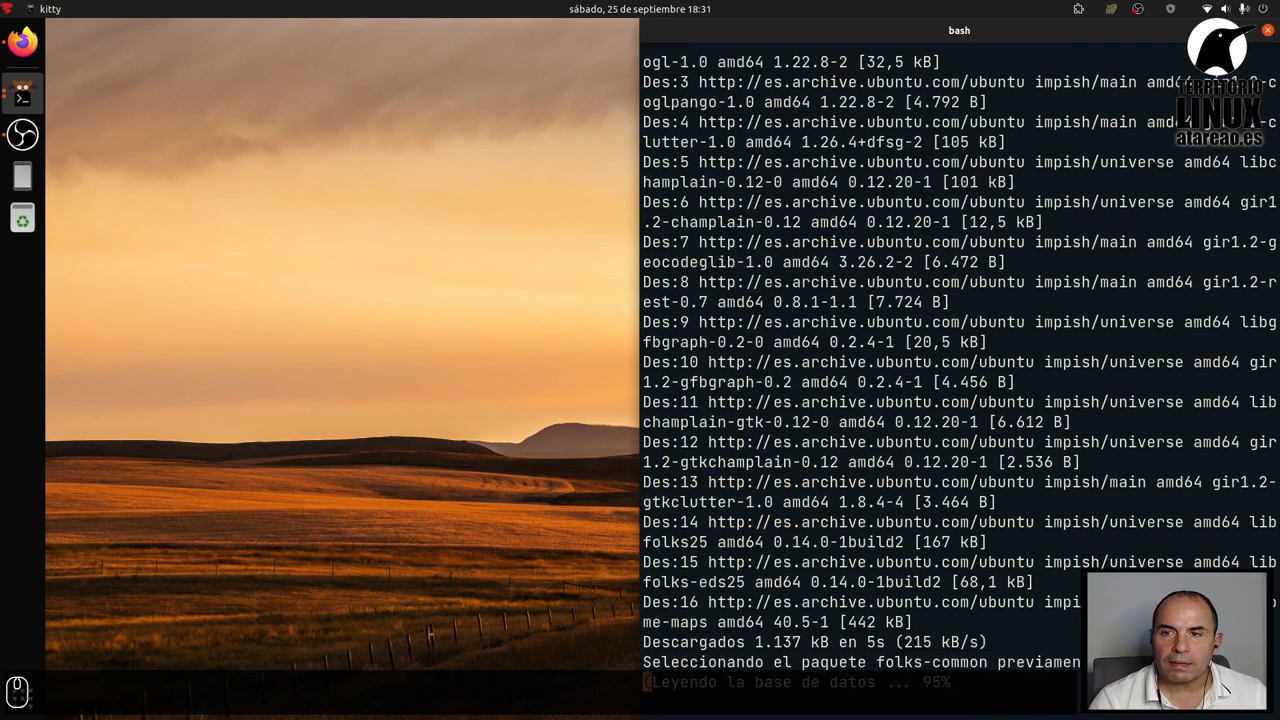 kitty
sábado, 25 de septiembre 18:31
bash
ogl-1.0 amd64 1.22.8-2 [32,5 kB]
Des:3 http://es.archive.ubuntu.com/ubuntu impish/main amd64 gir1.2-c
oglpango-1.0 amd64 1.22.8-2 [4.792 B]
Des:4 http://es.archive.ubuntu.com/ubuntu impish/main
lutter-1.0 amd64 1.26.4+dfsg-2 [105 kB]
Des:5 http://es.archive.ubuntu.com/ubuntu impish/universe amd64 libc
hamplain-0.12-0 amd64 0.12.20-1 [101 kB]
Des:6 http://es.archive.ubuntu.com/ubuntu impish/universe amd64 gir1
.2-champlain-0.12 amd64 0.12.20-1 [12,5 kB]
Des:7 http://es.archive.ubuntu.com/ubuntu impish/main amd64 gir1.2-g
eocodeglib-1.0 amd64 3.26.2-2 [6.472 B]
Des:8 http://es.archive.ubuntu.com/ubuntu impish/main amd64 gir1.2-r
est-0.7 amd64 0.8.1-1.1 [7.724 B]
Des:9 http://es.archive.ubuntu.com/ubuntu impish/universe amd64 libg
fbgraph-0.2-0 amd64 0.2.4-1 [20,5 kB]
Des:10 http://es.archive.ubuntu.com/ubuntu impish/universe amd64 gir
1.2-gfbgraph-0.2 amd64 0.2.4-1 [4.456 B]
Des:11 http://es.archive.ubuntu.com/ubuntu impish/universe amd64 lib
champlain-gtk-0.12-0 amd64 0.12.20-1 [6.612 B]
Des:12 http://es.archive.ubuntu.com/ubuntu impish/universe amd64 gir
1.2-gtkchamplain-0.12 amd64 0.12.20-1 [2.536 B]
Des:13 http://es.archive.ubuntu.com/ubuntu impish/main amd64 gir1.2-
gtkclutter-1.0 amd64 1.8.4-4 [3.464 B]
Des:14 http://es.archive.ubuntu.com/ubuntu impish/universe amd64 lib
folks25 amd64 0.14.0-1build2 [167 kB]
Des:15 http://es.archive.ubuntu.com/ubuntu impish/universe amd64 lib
folks-eds25 amd64 0.14.0-1build2 [68,1 kB]
Des:16 http://es.archive.ubuntu.com/ubuntu impi
me-maps amd64 40.5-1 [442 kB]
Descargados 1.137 kB en 5s (215 kB/s)
Seleccionando el paquete folks-common previamen
(Leyendo la base de datos ... 95%
TERRITORIO
LINUX
atareao.es